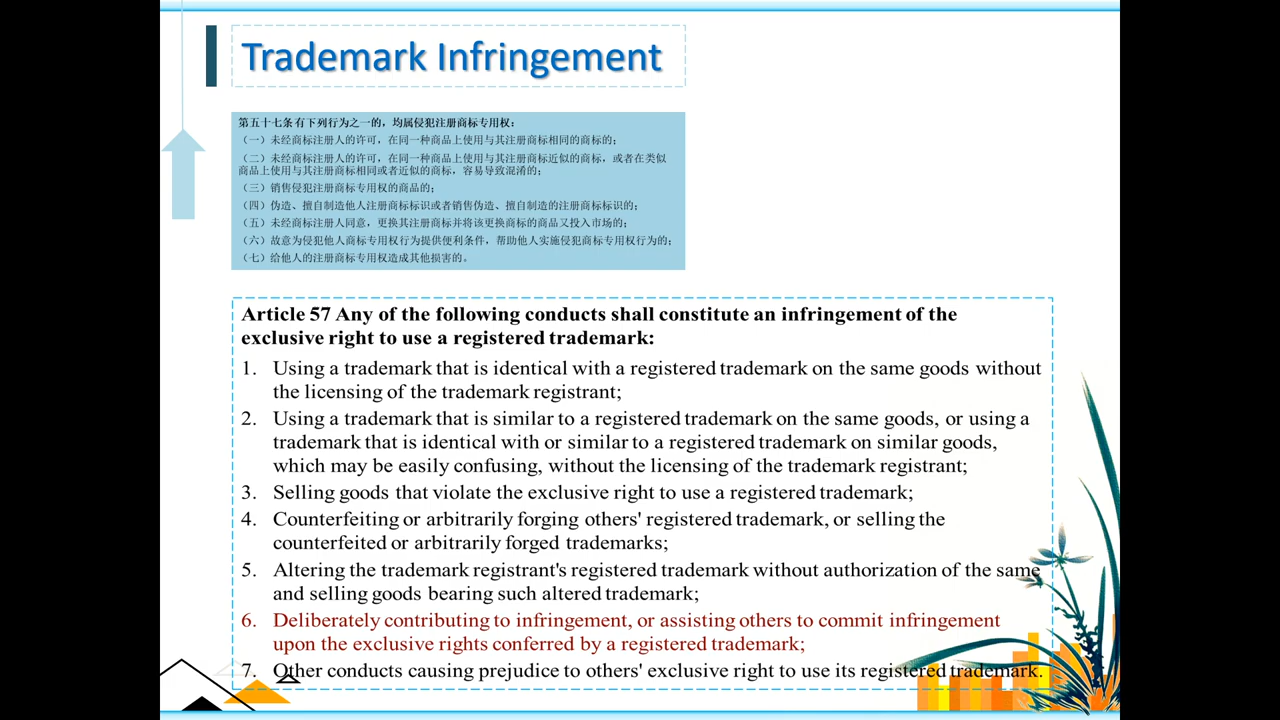 Trademark Infringement
第五十七条有下列行为之一的，均属侵犯注册商标专用权：
（一）未经商标注册人的许可，在同一种商品上使用与其注册商标相同的商标的；
（二）未经商标注册人的许可，在同一种商品上使用与其注册商标近似的商标，或者在类似
商品上使用与其注册商标相同或者近似的商标，容易导致混淆的；
（三）销售侵犯注册商标专用权的商品的；
（四）伪造、擅自制造他人注册商标标识或者销售伪造、擅自制造的注册商标标识的；
（五）未经商标注册人同意，更换其注册商标并将该更换商标的商品又投入市场的；
（六）故意为侵犯他人商标专用权行为提供便利条件，帮助他人实施侵犯商标专用权行为的；
（七）给他人的注册商标专用权造成其他损害的。
Article 57 Any of the following conducts shall constitute an infringement of the
exclusive right to use a registered trademark:
1. Using a trademark that is identical with a registered trademark on the same goods without
the licensing of the trademark registrant;
2. Using a trademark that is similar to a registered trademark on the same goods, or using a
trademark that is identical with or similar to a registered trademark on similar goods,
which may be easily confusing, without the licensing of the trademark registrant;
3. Selling goods that violate the exclusive right to use a registered trademark;
4. Counterfeiting or arbitrarily forging others' registered trademark, or selling the
counterfeited or arbitrarily forged trademarks;
5. Altering the trademark registrant's registered trademark without authorization of the same
and selling goods bearing such altered trademark;
6. Deliberately contributing to infringement, or assisting others to commit infringement
upon the exclusive rights conferred by a registered trademark;
7. Other conducts causing prejudice to others' exclusive right to use its registered trademark.